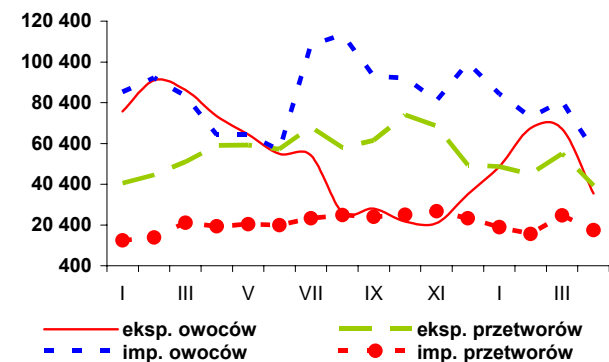 120 400
100 400
80 400
60 400
40 400
20 400
400
I III V VII IX XI I III
eksp. owoców eksp. przetworów
imp. owoców imp. przetworów